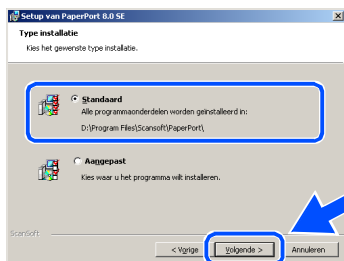 Setup van PaperPort 8.0 SE
Type installatie
Kies het gewenste type installatie.
Standaard
Alle programmaonderdelen worden geïnstalleerd in:
D:\Program Files\Scansoft\PaperPort\
Aangepast
Kies waar u het programma wilt installeren.
ScanSoft
< Vorige
Volgende >
Annuleren